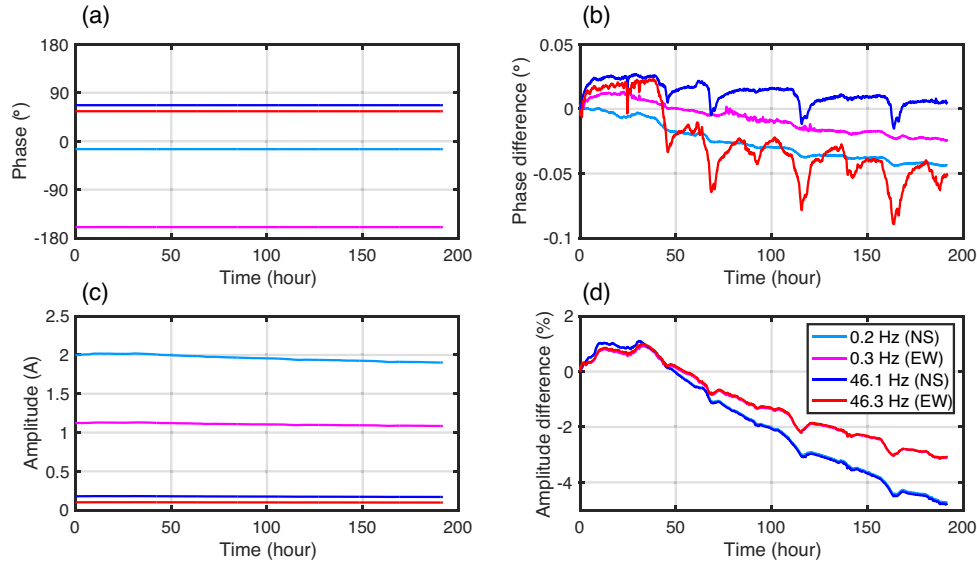 (a)
180
90
0
-90
-180
Phase (º)
0
50
100
150
200
Time (hour)
(b)
0.05
0
-0.05
-0.1
Phase difference (°)
0
50
100
150
200
Time (hour)
(c)
2.5
2
1.5
1
0.5
0
Amplitude (A)
0
50
100
150
200
Time (hour)
(d)
2
0
-2
-4
Amplitude difference (%)
0.2 Hz (NS)
0.3 Hz (EW)
46.1 Hz (NS)
46.3 Hz (EW)
0
50
100
150
200
Time (hour)